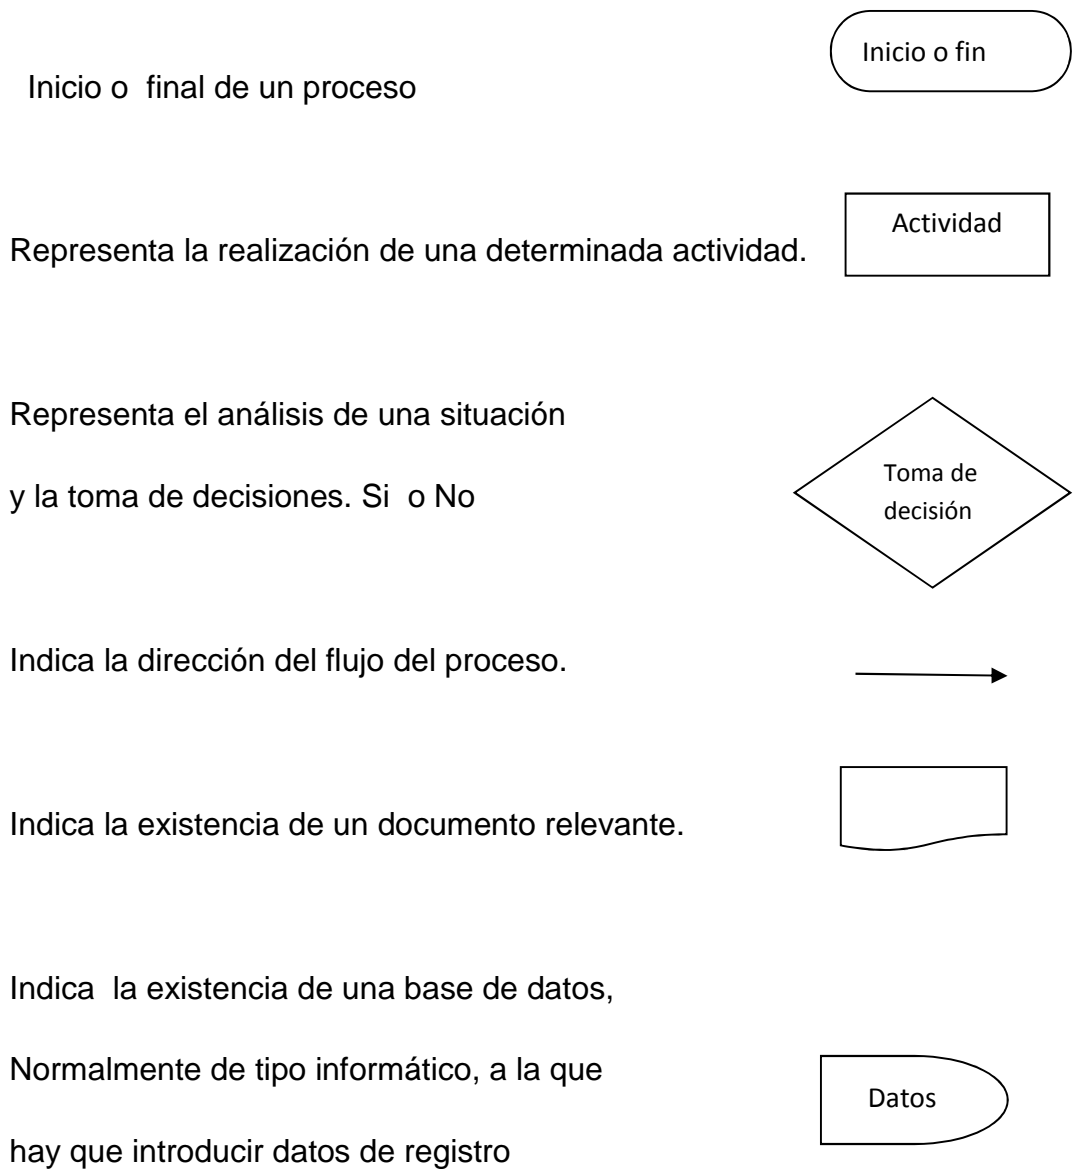 Inicio o fin
Inicio o  final de un proceso
Actividad
Representa la realización de una determinada actividad.
Representa el análisis de una situación
Toma de
y la toma de decisiones. Si  o No
decisión
Indica la dirección del flujo del proceso.
Indica la existencia de un documento relevante.
Indica  la existencia de una base de datos,
Normalmente de tipo informático, a la que
Datos
hay que introducir datos de registro